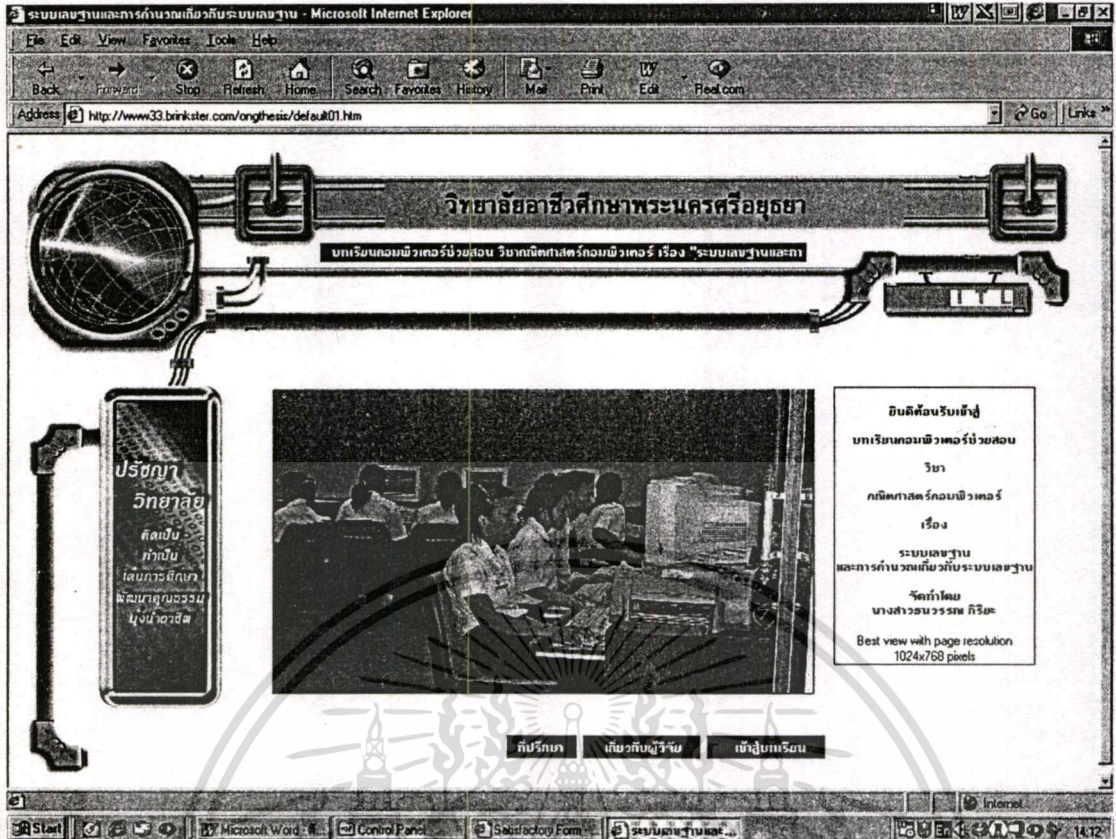 ระบบเลขฐานและการคำนวณเกี่ยวกับระบบเลขฐาน - Microsoft Internet Explorer
File Edit View Favorites Tools Help
Back Forward Stop Refresh Home Search Favorites History Mail Print Edit Real.com
Address http://www33.brinkster.com/ongthesis/default01.htm Go Links »
วิทยาลัยอาชีวศึกษาพระนครศรีอยุธยา
บทเรียนคอมพิวเตอร์ช่วยสอน วิชาคณิตศาสตร์คอมพิวเตอร์ เรื่อง "ระบบเลขฐานและกา
I T L
ปรัชญา
วิทยาลัย
คิดเป็น
ทำเป็น
เด่นการศึกษา
พัฒนาคุณธรรม
มุ่งนำอาชีพ
ยินดีต้อนรับเข้าสู่
บทเรียนคอมพิวเตอร์ช่วยสอน
วิชา
คณิตศาสตร์คอมพิวเตอร์
เรื่อง
ระบบเลขฐาน
และการคำนวณเกี่ยวกับระบบเลขฐาน
จัดทำโดย
นางสาวธนวรรณ กิริยะ
Best view with page resolution
1024x768 pixels
ที่ปรึกษา เกี่ยวกับผู้วิจัย เข้าสู่บทเรียน
Internet
Start Microsoft Word - Control Panel Satisfactory Form - ระบบเลขฐานและ... 14:12